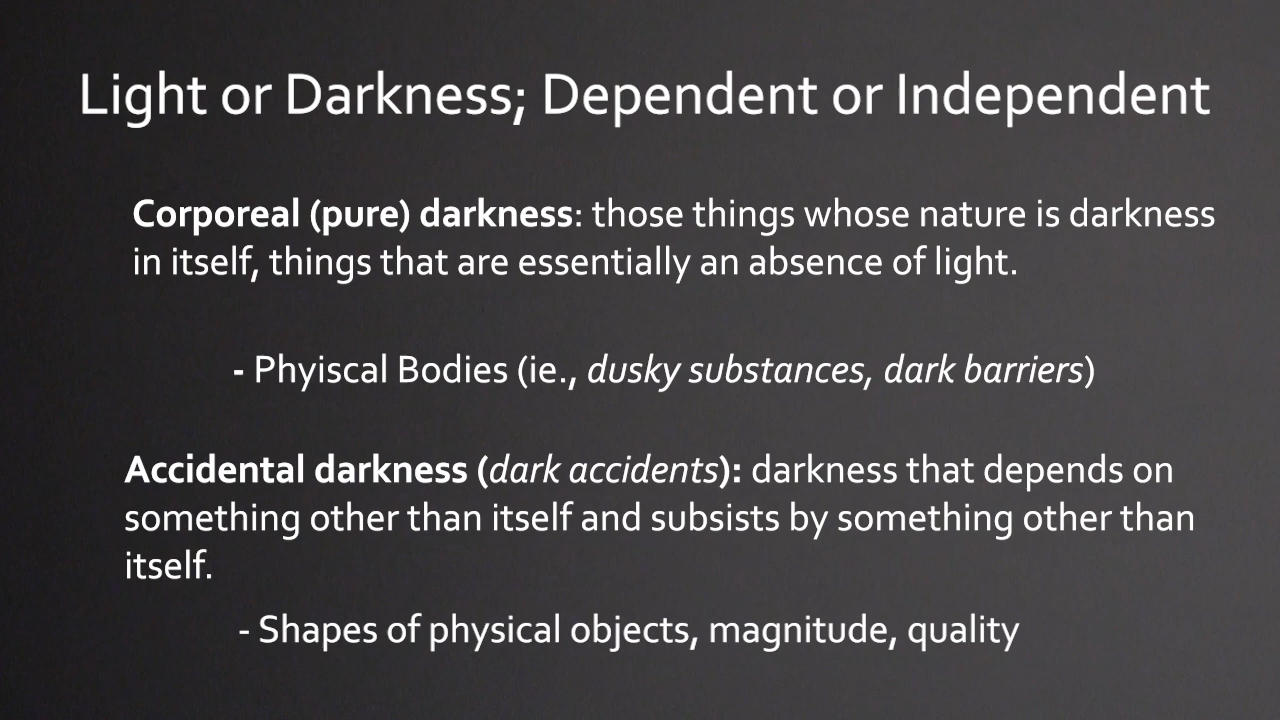 Light or Darkness; Dependent or Independent
Corporeal (pure) darkness: those things whose nature is darkness
in itself, things that are essentially an absence of light.
- Phyiscal Bodies (ie., dusky substances, dark barriers)
Accidental darkness (dark accidents): darkness that depends on
something other than itself and subsists by something other than
itself.
- Shapes of physical objects, magnitude, quality